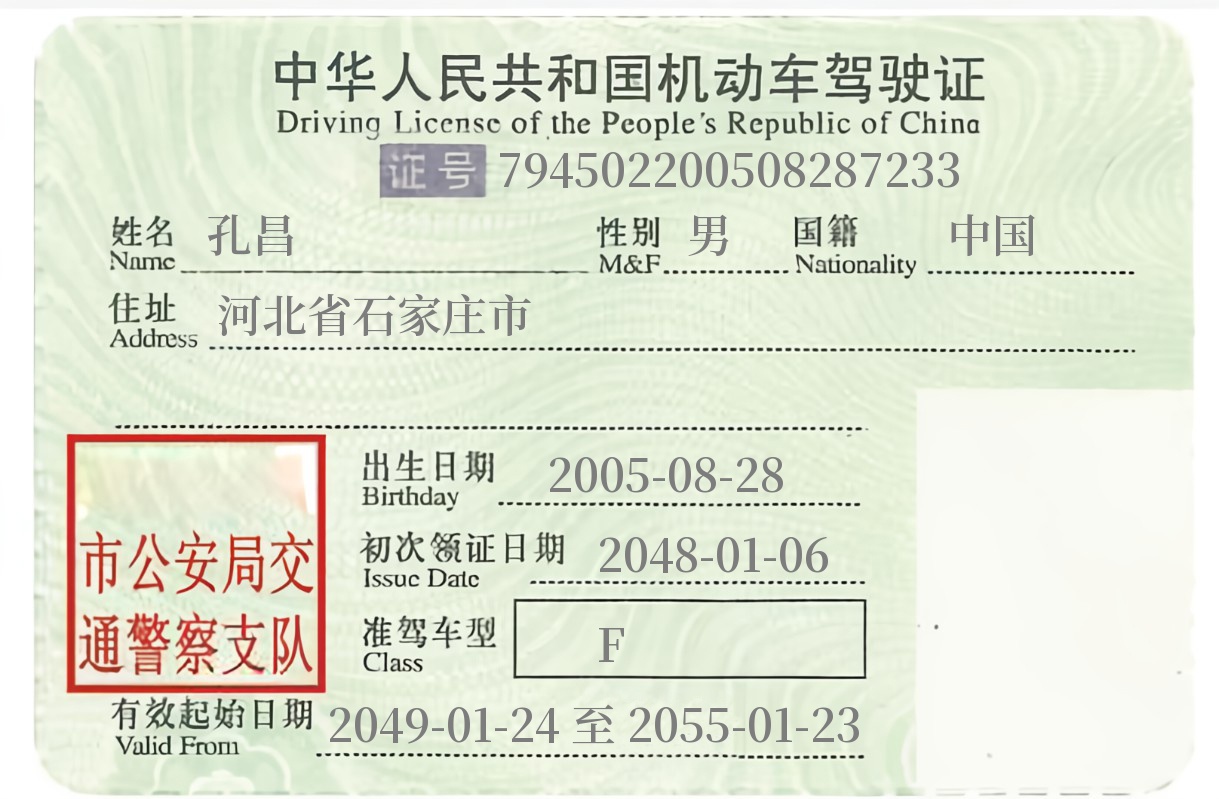 中华人民共和国机动车驾驶证
Driving License of the People's Republic of China
证号 794502200508287233
姓名 孔昌 性别 男 国籍 中国
Name M&F Nationality
住址 河北省石家庄市
Address
出生日期 2005-08-28
Birthday
初次领证日期 2048-01-06
Issue Date
市公安局交
通警察支队
准驾车型 F
Class
有效起始日期 2049-01-24 至 2055-01-23
Valid From